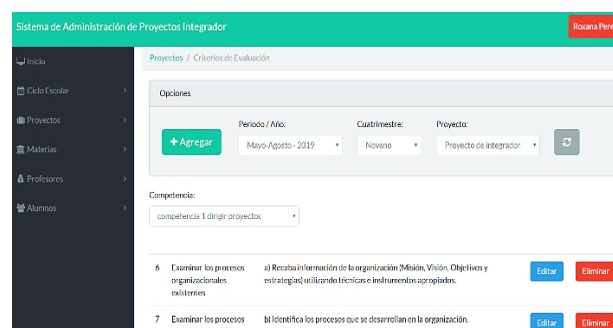 Sistema de Administración de Proyectos Integrador
Roxana Pere
Inicio
Proyectos / Criterios de Evaluación
Ciclo Escolar
Opciones
Proyectos
Periodo / Año:
Cuatrimestre:
Proyecto:
+ Agregar
Mayo-Agosto - 2019
Noveno
Proyecto de integrador
Materias
Profesores
Alumnos
Competencia:
competencia 1 dirigir proyectos
6 Examinar los procesos organizacionales existentes
a) Recaba información de la organización (Misión, Visión, Objetivos y
estrategias) utilizando técnicas e instrumentos apropiados.
Editar
Eliminar
7 Examinar los procesos
b) Identifica los procesos que se desarrollan en la organización.
Editar
Eliminar